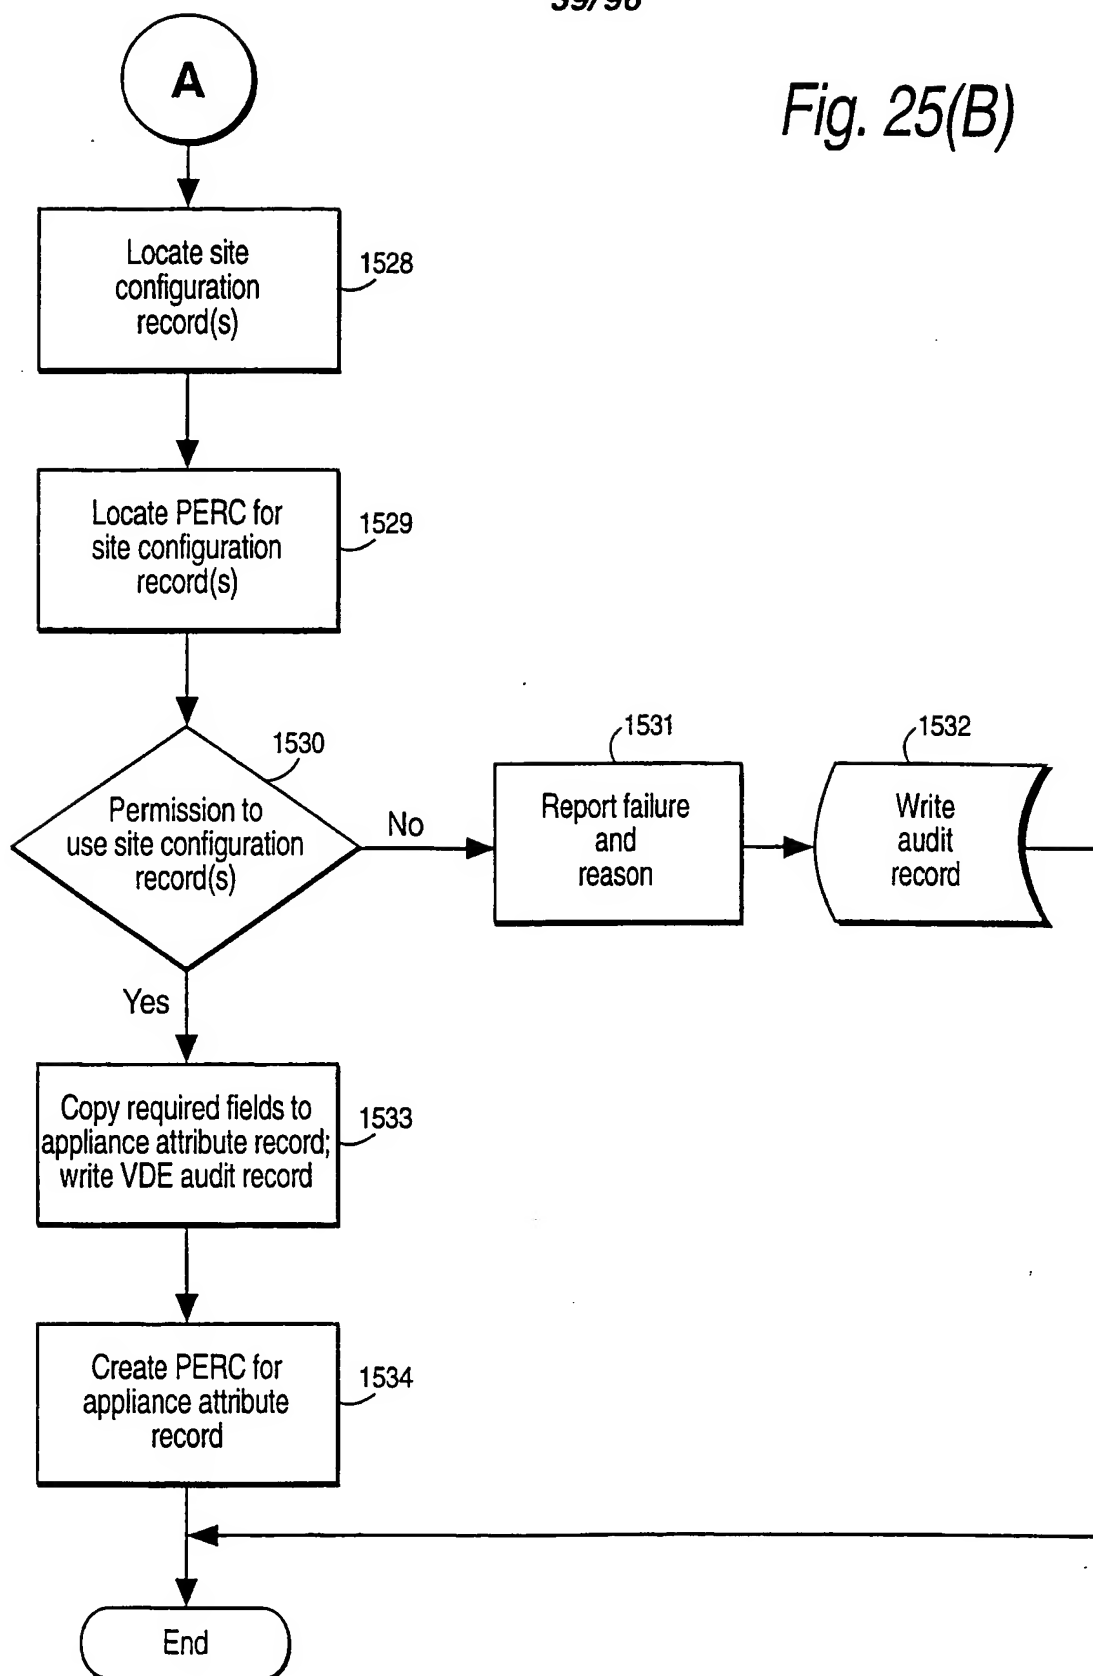 39/96
A
Fig. 25(B)
Locate site
configuration
record(s)
1528
Locate PERC for
site configuration
record(s)
1529
1530
Permission to
use site configuration
record(s)
No
1531
Report failure
and
reason
1532
Write
audit
record
Yes
Copy required fields to
appliance attribute record;
write VDE audit record
1533
Create PERC for
appliance attribute
record
1534
End